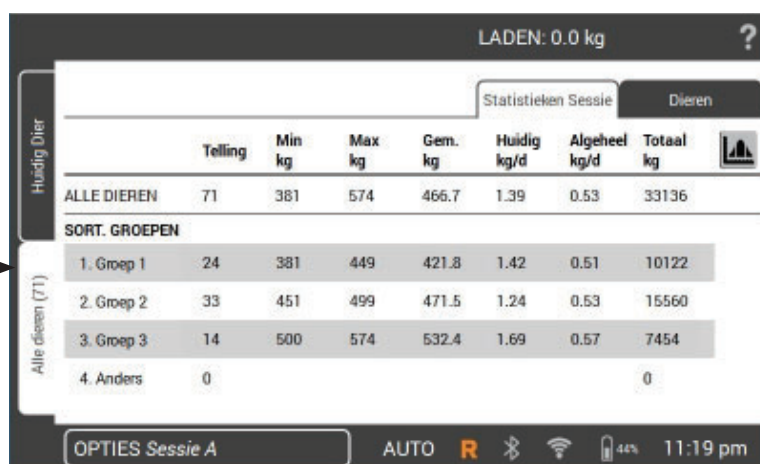 LADEN: 0.0 kg ?
Statistieken Sessie Dieren
Huidig Dier
Alle dieren (71)
Telling Min kg Max kg Gem. kg Huidig kg/d Algeheel kg/d Totaal kg
ALLE DIEREN 71 381 574 466.7 1.39 0.53 33136
SORT. GROEPEN
1. Groep 1 24 381 449 421.8 1.42 0.51 10122
2. Groep 2 33 451 499 471.5 1.24 0.53 15560
3. Groep 3 14 500 574 532.4 1.69 0.57 7454
4. Anders 0 0
OPTIES Sessie A AUTO R 44% 11:19 pm